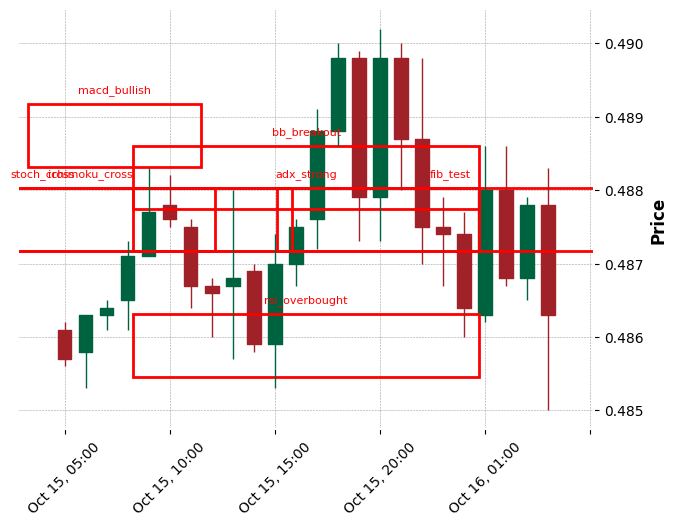 0.490
macd_bullish
0.489
bb_breakout
stoch_cross
ichimoku_cross
adx_strong
fib_test
0.488
Price
0.487
rsi_overbought
0.486
0.485
Oct 15, 05:00
Oct 15, 10:00
Oct 15, 15:00
Oct 15, 20:00
Oct 16, 01:00